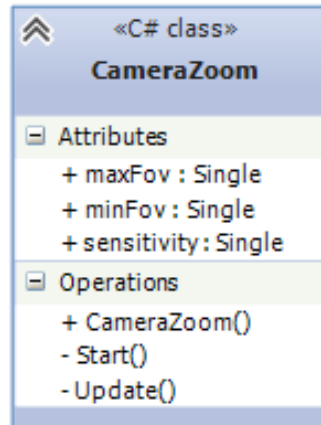 «C# class»
CameraZoom
Attributes
+ maxFov : Single
+ minFov : Single
+ sensitivity : Single
Operations
+ CameraZoom()
- Start()
- Update()